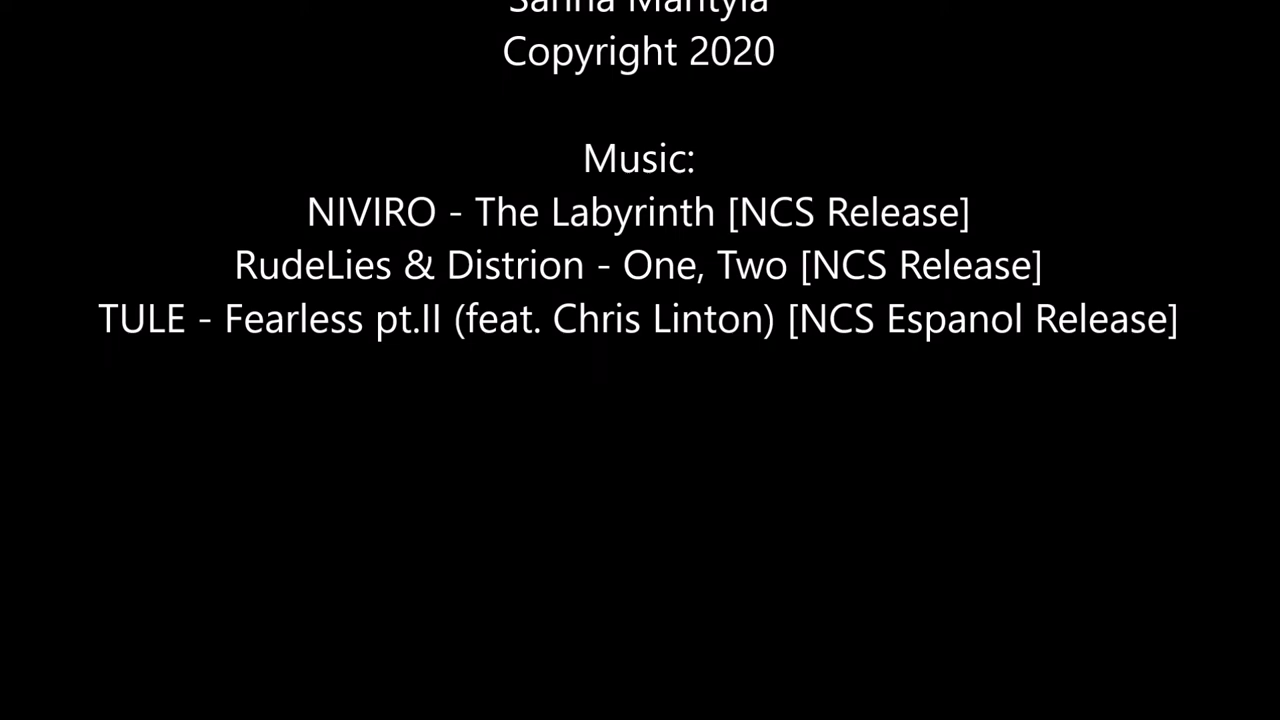 Copyright 2020
Music:
NIVIRO - The Labyrinth [NCS Release]
RudeLies & Distrion - One, Two [NCS Release]
TULE - Fearless pt.II (feat. Chris Linton) [NCS Espanol Release]